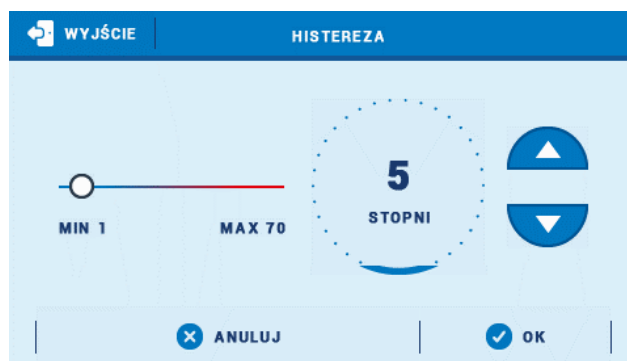 WYJŚCIE
HISTEREZA
5
STOPNI
MIN 1
MAX 70
ANULUJ
OK